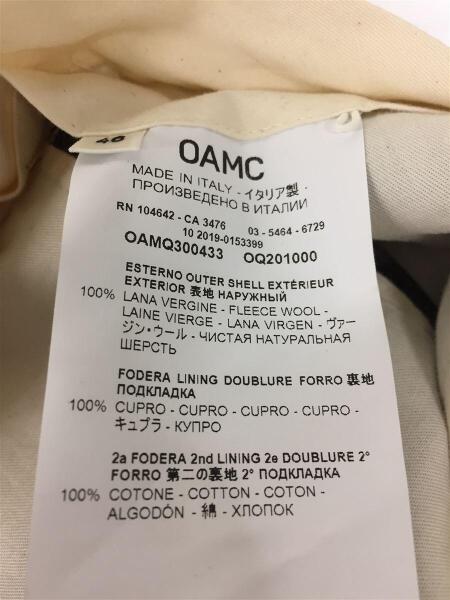 46
OAMC
MADE IN ITALY - イタリア製 -
ПРОИЗВЕДЕНО В ИТАЛИИ
RN 104642 - CA 3476 03 - 5464 - 6729
10 2019-0153399
OAMQ300433 OQ201000
ESTERNO OUTER SHELL EXTÉRIEUR
EXTERIOR 表地 НАРУЖНЫЙ
100% LANA VERGINE - FLEECE WOOL -
LAINE VIERGE - LANA VIRGEN - ヴァー
ジン・ウール - ЧИСТАЯ НАТУРАЛЬНАЯ
ШЕРСТЬ
FODERA LINING DOUBLURE FORRO 裏地
ПОДКЛАДКА
100% CUPRO - CUPRO - CUPRO - CUPRO -
キュプラ - КУПРО
2a FODERA 2nd LINING 2e DOUBLURE 2°
FORRO 第二の裏地 2° ПОДКЛАДКА
100% COTONE - COTTON - COTON -
ALGODÓN - 綿 - ХЛОПОК